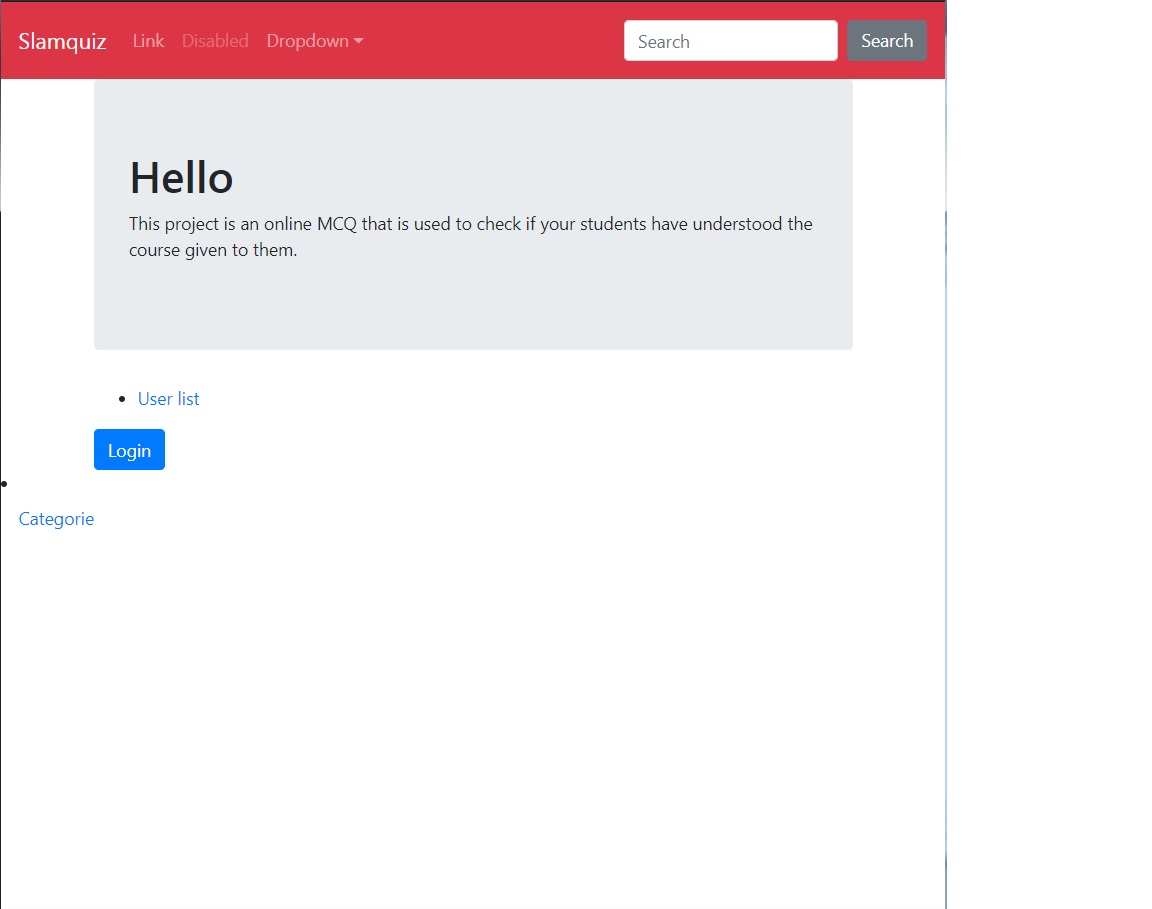 Slamquiz Link Disabled Dropdown Search Search
Hello
This project is an online MCQ that is used to check if your students have understood the
course given to them.
User list
Login
Categorie